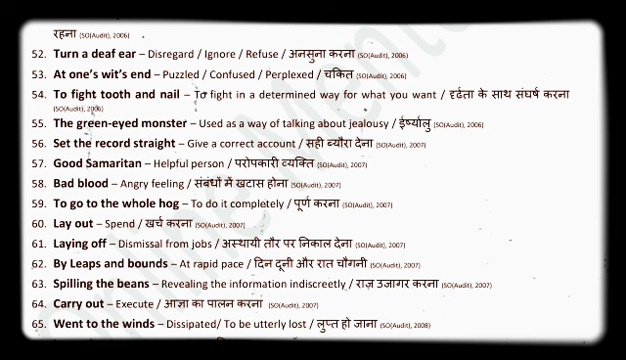 रहना (SO(Audit), 2006)
52. Turn a deaf ear – Disregard / Ignore / Refuse / अनसुना करना (SO(Audit), 2006)
53. At one's wit's end – Puzzled / Confused / Perplexed / चकित (SO(Audit), 2006)
54. To fight tooth and nail – To fight in a determined way for what you want / दृढता के साथ संघर्ष करना
(SO(Audit), 2006)
55. The green-eyed monster – Used as a way of talking about jealousy / ईर्ष्यालु (SO(Audit), 2006)
56. Set the record straight – Give a correct account / सही ब्यौरा देना (SO(Audit), 2007)
57. Good Samaritan – Helpful person / परोपकारी व्यक्ति (SO(Audit), 2007)
58. Bad blood – Angry feeling / संबंधों में खटास होना (SO(Audit), 2007)
59. To go to the whole hog – To do it completely / पूर्ण करना (SO(Audit), 2007)
60. Lay out – Spend / खर्च करना (SO(Audit), 2007)
61. Laying off – Dismissal from jobs / अस्थायी तौर पर निकाल देना (SO(Audit), 2007)
62. By Leaps and bounds – At rapid pace / दिन दूनी और रात चौगनी (SO(Audit), 2007)
63. Spilling the beans – Revealing the information indiscreetly / राज़ उजागर करना (SO(Audit), 2007)
64. Carry out – Execute / आज्ञा का पालन करना (SO(Audit), 2007)
65. Went to the winds – Dissipated/ To be utterly lost / लुप्त हो जाना (SO(Audit), 2008)